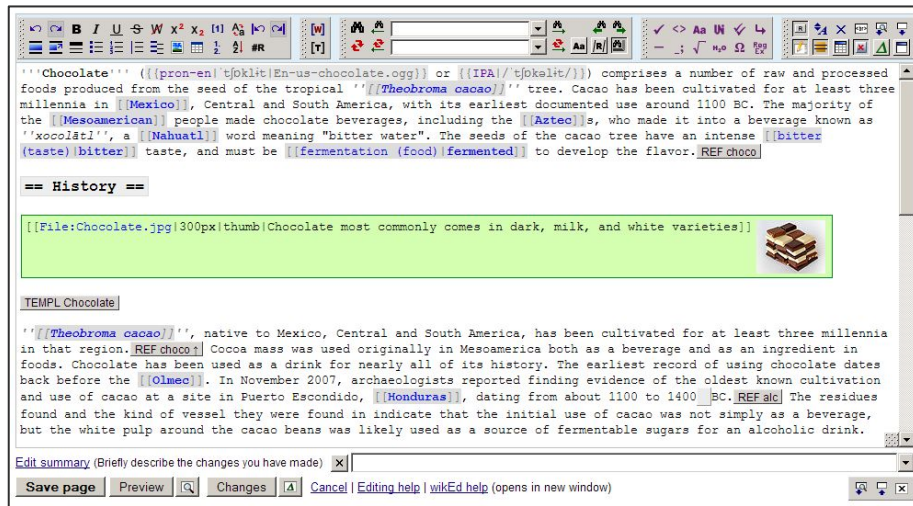 B I U S W x² x₂ [1] [w]
½ #R [T] Aa /R/
√ H₂O Ω Reg Ex
'''Chocolate''' ({{pron-en|ˈtʃɒklɨt|En-us-chocolate.ogg}} or {{IPA|/ˈtʃɒkəlɨt/}}) comprises a number of raw and processed
foods produced from the seed of the tropical ''[[Theobroma cacao]]'' tree. Cacao has been cultivated for at least three
millennia in [[Mexico]], Central and South America, with its earliest documented use around 1100 BC. The majority of
the [[Mesoamerican]] people made chocolate beverages, including the [[Aztec]]s, who made it into a beverage known as
''xocolātl'', a [[Nahuatl]] word meaning "bitter water". The seeds of the cacao tree have an intense [[bitter
(taste)|bitter]] taste, and must be [[fermentation (food)|fermented]] to develop the flavor. REF choco
== History ==
[[File:Chocolate.jpg|300px|thumb|Chocolate most commonly comes in dark, milk, and white varieties]]
TEMPL Chocolate
''[[Theobroma cacao]]'', native to Mexico, Central and South America, has been cultivated for at least three millennia
in that region. REF choco ↑ Cocoa mass was used originally in Mesoamerica both as a beverage and as an ingredient in
foods. Chocolate has been used as a drink for nearly all of its history. The earliest record of using chocolate dates
back before the [[Olmec]]. In November 2007, archaeologists reported finding evidence of the oldest known cultivation
and use of cacao at a site in Puerto Escondido, [[Honduras]], dating from about 1100 to 1400 BC. REF alc The residues
found and the kind of vessel they were found in indicate that the initial use of cacao was not simply as a beverage,
but the white pulp around the cacao beans was likely used as a source of fermentable sugars for an alcoholic drink.
Edit summary (Briefly describe the changes you have made)
Save page Preview Changes Cancel | Editing help | wikEd help (opens in new window)